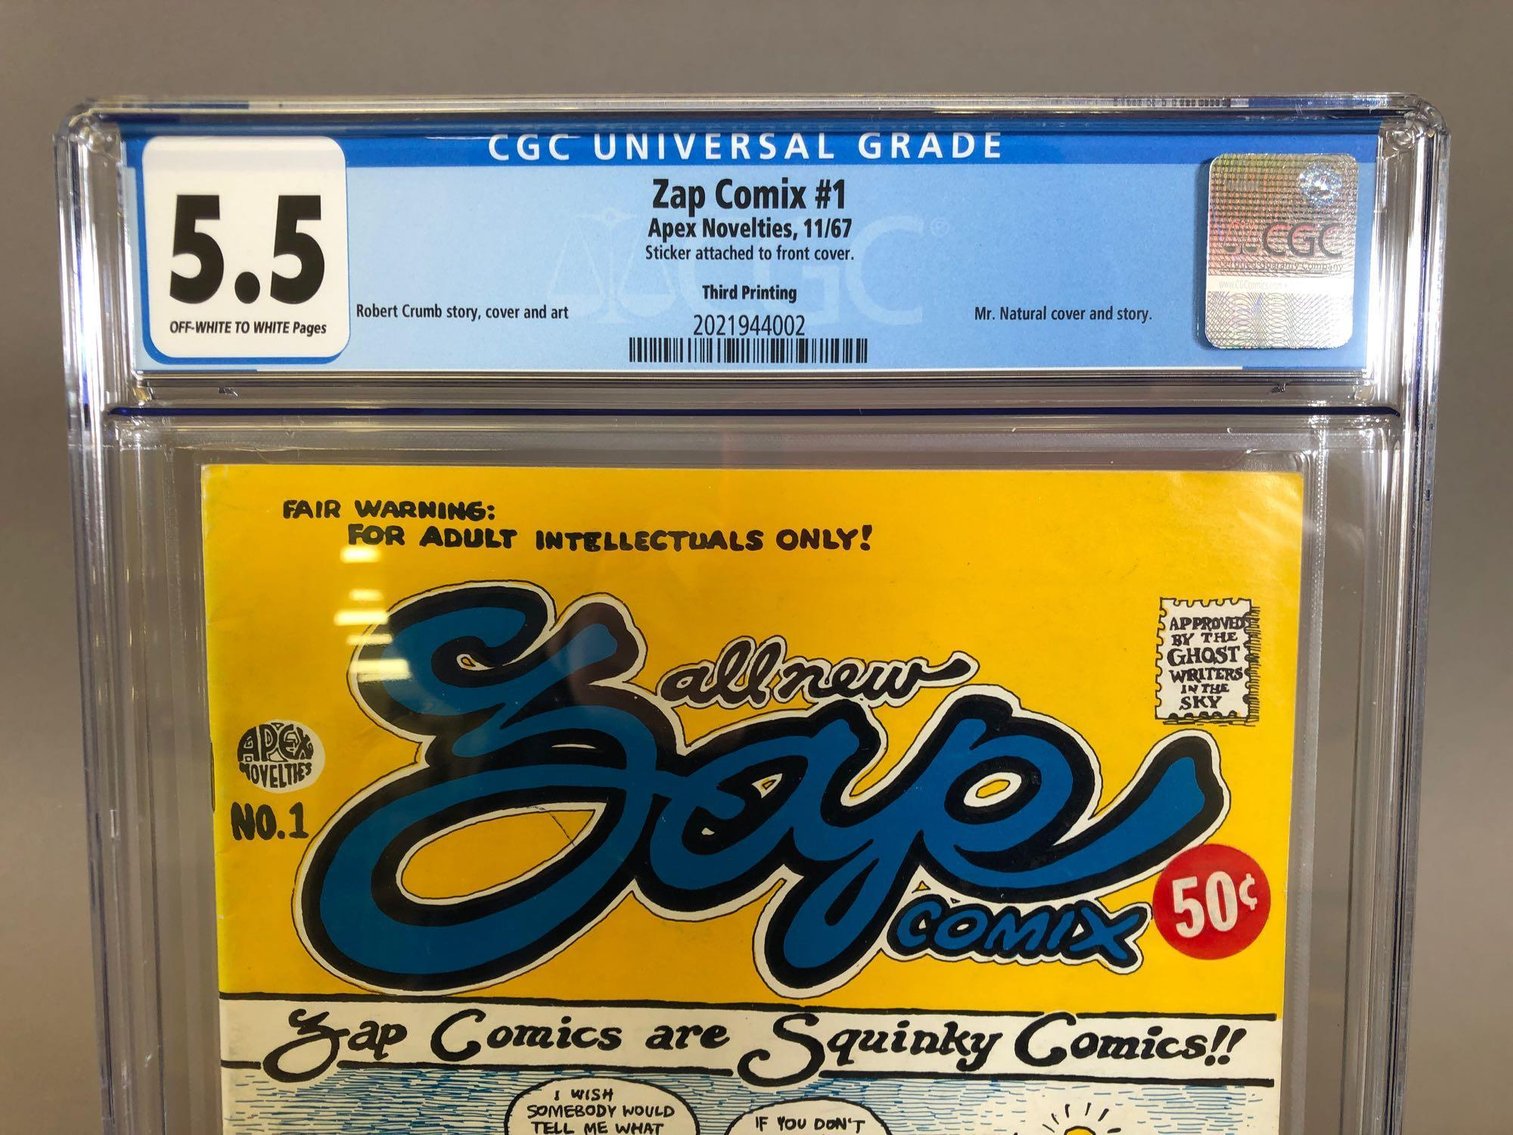 CGC UNIVERSAL GRADE
5.5
OFF-WHITE TO WHITE Pages
Zap Comix #1
Apex Novelties, 11/67
Sticker attached to front cover.
Third Printing
2021944002
Robert Crumb story, cover and art
Mr. Natural cover and story.
CGC
FAIR WARNING:
FOR ADULT INTELLECTUALS ONLY!
all new
Zap
COMIX
APPROVED
BY THE
GHOST
WRITERS
IN THE
SKY
APEX
NOVELTIES
NO.1
50¢
Zap Comics are Squinky Comics!!
I WISH
SOMEBODY WOULD
TELL ME WHAT
IF YOU DON'T